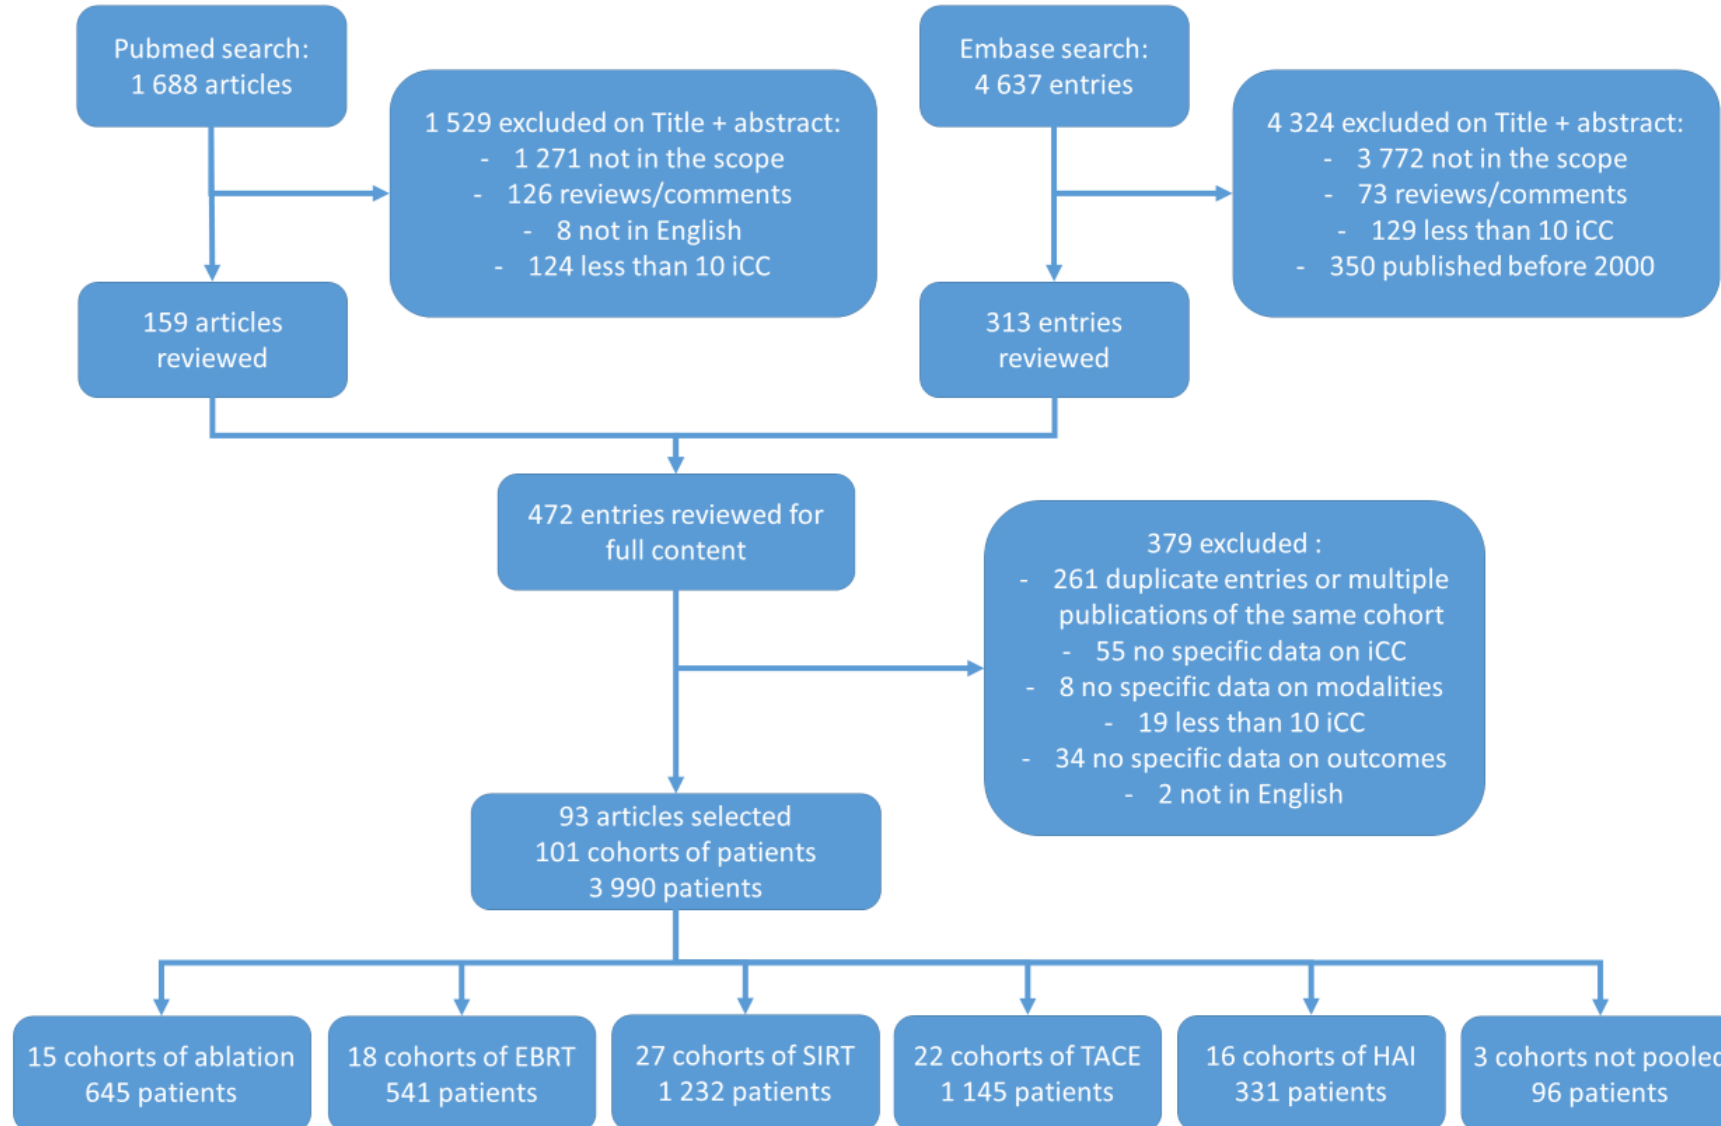 Pubmed search:
1 688 articles
1 529 excluded on Title + abstract:
- 1 271 not in the scope
- 126 reviews/comments
- 8 not in English
- 124 less than 10 iCC
159 articles
reviewed
Embase search:
4 637 entries
4 324 excluded on Title + abstract:
- 3 772 not in the scope
- 73 reviews/comments
- 129 less than 10 iCC
- 350 published before 2000
313 entries
reviewed
472 entries reviewed for
full content
379 excluded :
- 261 duplicate entries or multiple
publications of the same cohort
- 55 no specific data on iCC
- 8 no specific data on modalities
- 19 less than 10 iCC
- 34 no specific data on outcomes
- 2 not in English
93 articles selected
101 cohorts of patients
3 990 patients
15 cohorts of ablation
645 patients
18 cohorts of EBRT
541 patients
27 cohorts of SIRT
1 232 patients
22 cohorts of TACE
1 145 patients
16 cohorts of HAI
331 patients
3 cohorts not pooled
96 patients